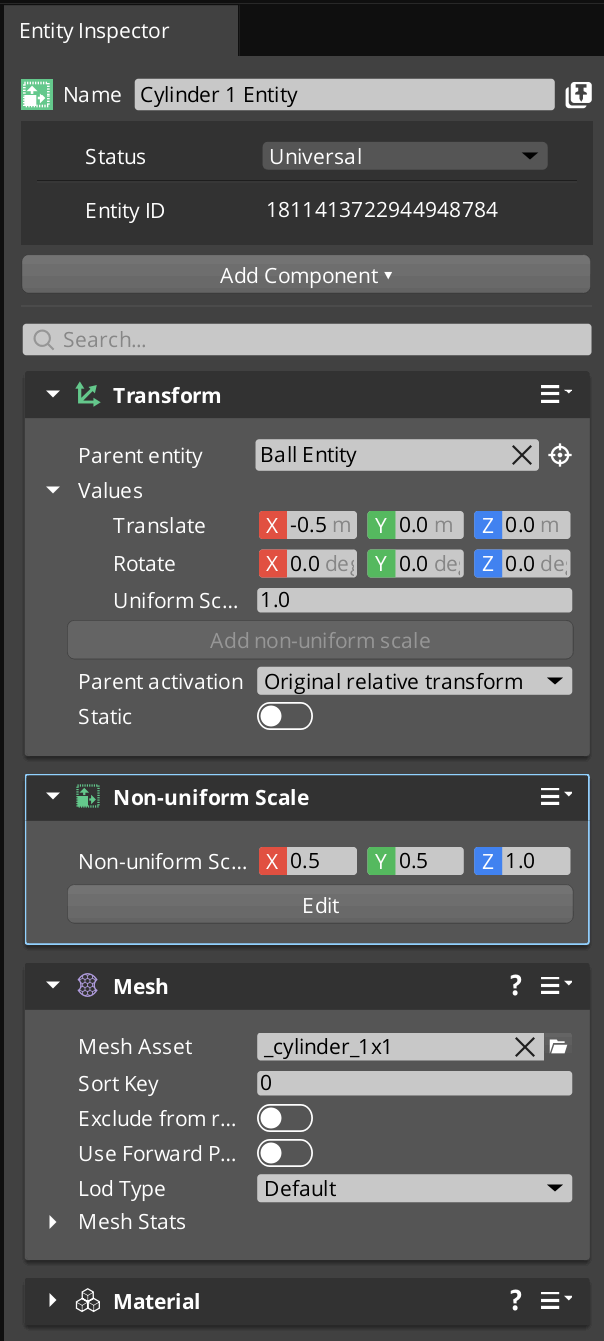 Entity Inspector
Name Cylinder 1 Entity
Status Universal
Entity ID 1811413722944948784
Add Component
Search...
Transform
Parent entity Ball Entity
Values
Translate X -0.5 m Y 0.0 m Z 0.0 m
Rotate X 0.0 deg Y 0.0 de Z 0.0 de
Uniform Sc... 1.0
Add non-uniform scale
Parent activation Original relative transform
Static
Non-uniform Scale
Non-uniform Sc... X 0.5 Y 0.5 Z 1.0
Edit
Mesh ?
Mesh Asset _cylinder_1x1
Sort Key 0
Exclude from r...
Use Forward P...
Lod Type Default
Mesh Stats
Material ?